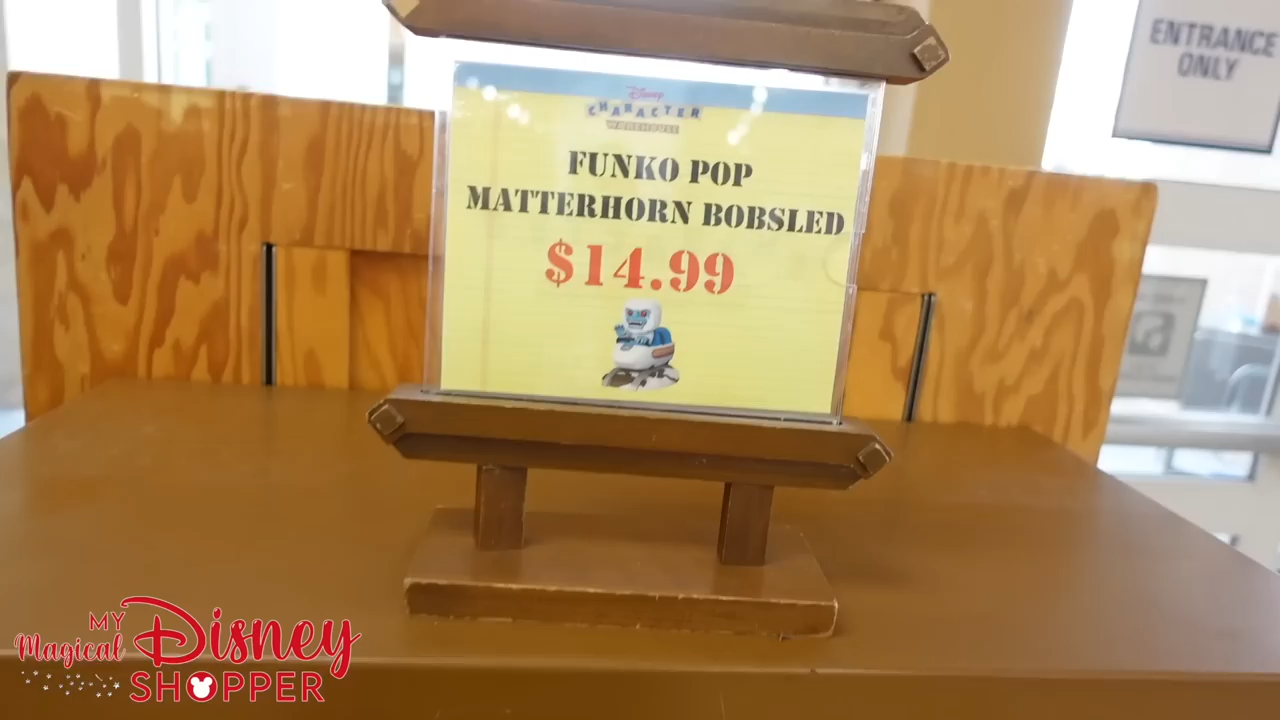 ENTRANCE
ONLY
Disney
CHARACTER
WAREHOUSE
FUNKO POP
MATTERHORN BOBSLED
$14.99
MY
Magical Disney
SHOPPER